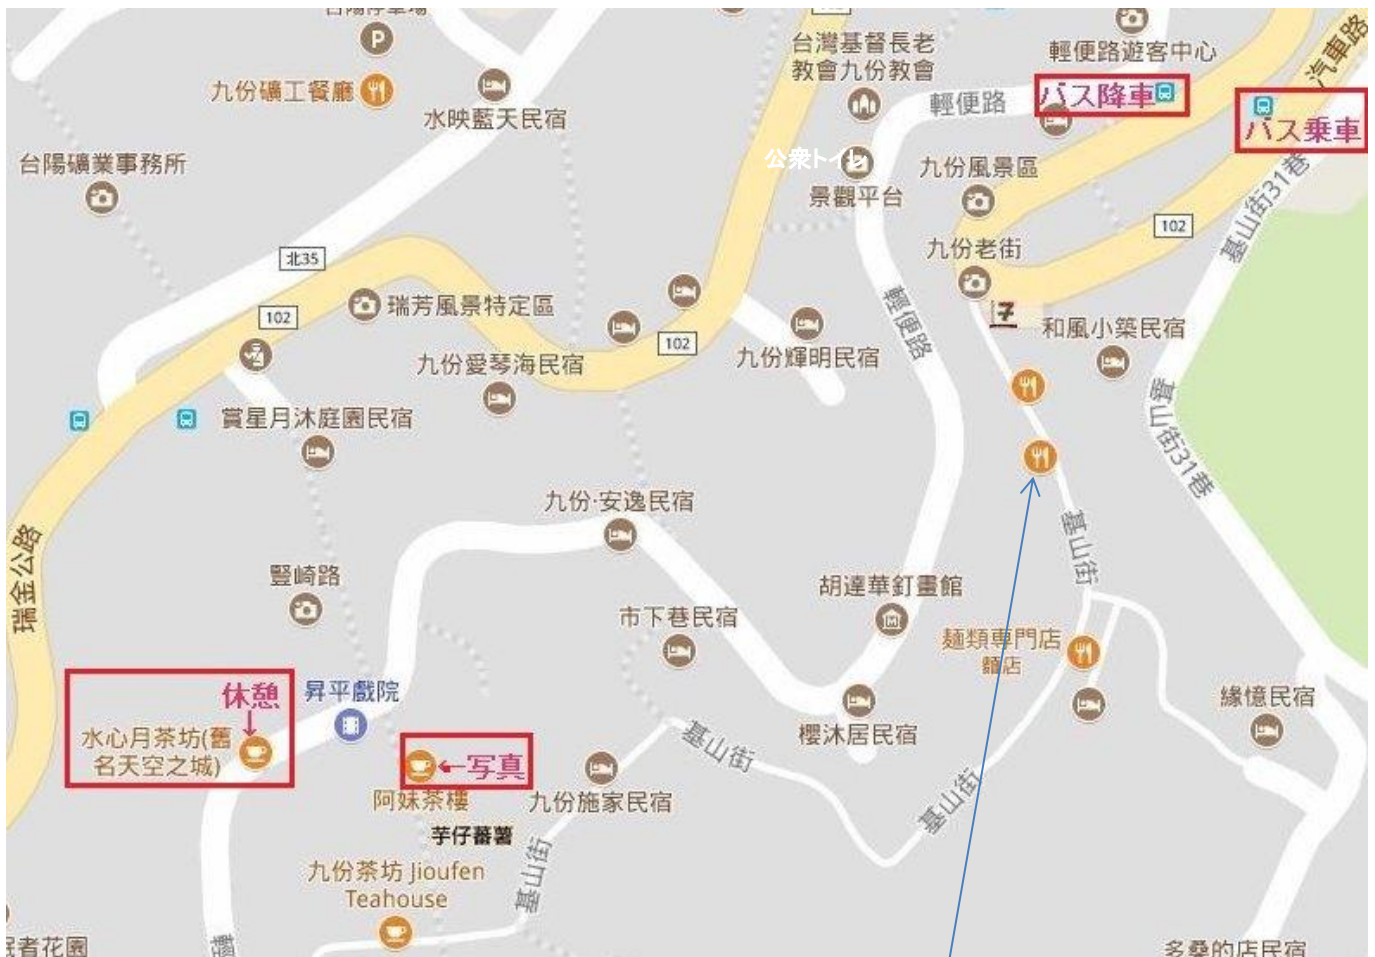 P
九份礦工餐廳
水映藍天民宿
台灣基督長老
教會九份教會
輕便路遊客中心
汽車路
輕便路
バス降車
バス乗車
台陽礦業事務所
公衆トイレ
景觀平台
九份風景區
基山街31巷
102
北35
九份老街
瑞芳風景特定區
102
102
輕便路
7
和風小築民宿
九份愛琴海民宿
九份輝明民宿
賞星月沐庭園民宿
基山街31巷
九份·安逸民宿
基山街
瑞金公路
豎崎路
胡達華釘畫館
M
市下巷民宿
麺類専門店
麵店
休憩
昇平戲院
緣憶民宿
水心月茶坊(舊
名天空之城)
櫻沐居民宿
基山街
←写真
阿妹茶樓
九份施家民宿
基山街
芋仔蕃薯
九份茶坊 Jioufen
Teahouse
基山街
者花園
多桑的店民宿